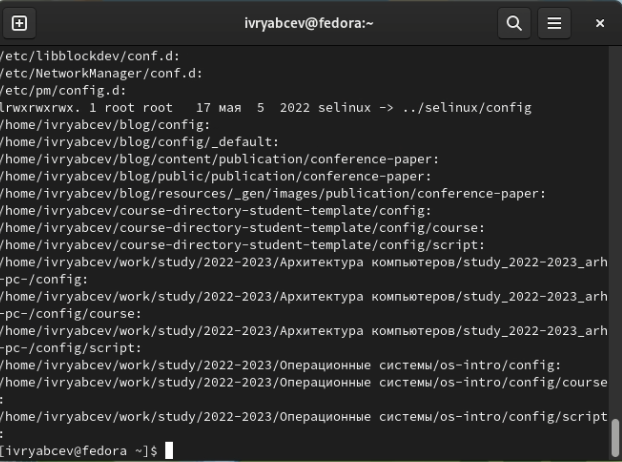 ivryabcev@fedora:~
/etc/libblockdev/conf.d:
/etc/NetworkManager/conf.d:
/etc/pm/config.d:
lrwxrwxrwx. 1 root root   17 мая  5  2022 selinux -> ../selinux/config
/home/ivryabcev/blog/config:
/home/ivryabcev/blog/config/_default:
/home/ivryabcev/blog/content/publication/conference-paper:
/home/ivryabcev/blog/public/publication/conference-paper:
/home/ivryabcev/blog/resources/_gen/images/publication/conference-paper:
/home/ivryabcev/course-directory-student-template/config:
/home/ivryabcev/course-directory-student-template/config/course:
/home/ivryabcev/course-directory-student-template/config/script:
/home/ivryabcev/work/study/2022-2023/Архитектура компьютеров/study_2022-2023_arh
-pc-/config:
/home/ivryabcev/work/study/2022-2023/Архитектура компьютеров/study_2022-2023_arh
-pc-/config/course:
/home/ivryabcev/work/study/2022-2023/Архитектура компьютеров/study_2022-2023_arh
-pc-/config/script:
/home/ivryabcev/work/study/2022-2023/Операционные системы/os-intro/config:
/home/ivryabcev/work/study/2022-2023/Операционные системы/os-intro/config/course
:
/home/ivryabcev/work/study/2022-2023/Операционные системы/os-intro/config/script
:
[ivryabcev@fedora ~]$